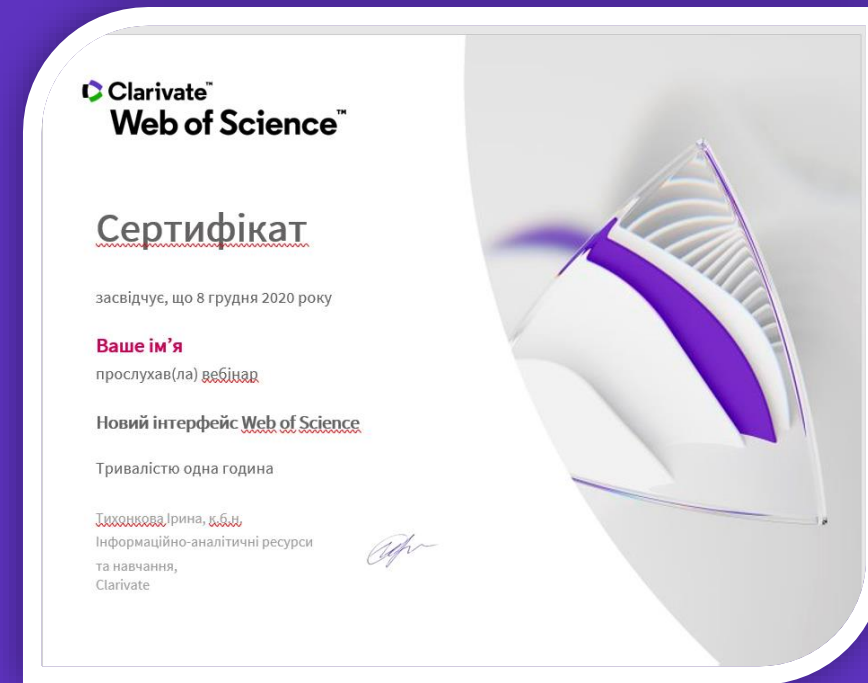 Clarivate™
Web of Science™
Сертифікат
засвідчує, що 8 грудня 2020 року
Ваше ім’я
прослухав(ла) вебінар
Новий інтерфейс Web of Science
Тривалістю одна година
Тихонкова Ірина, к.б.н,
Інформаційно-аналітичні ресурси
та навчання,
Clarivate